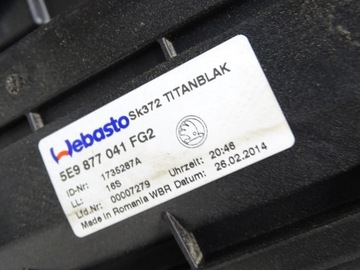 Webasto SK372 TITANBLAK
5E9 877 041 FG2
ID-Nr: 1735287A
LL: 16S Uhrzeit: 20:46
Lfd.Nr: 00007279
Made in Romania WBR Datum: 26.02.2014